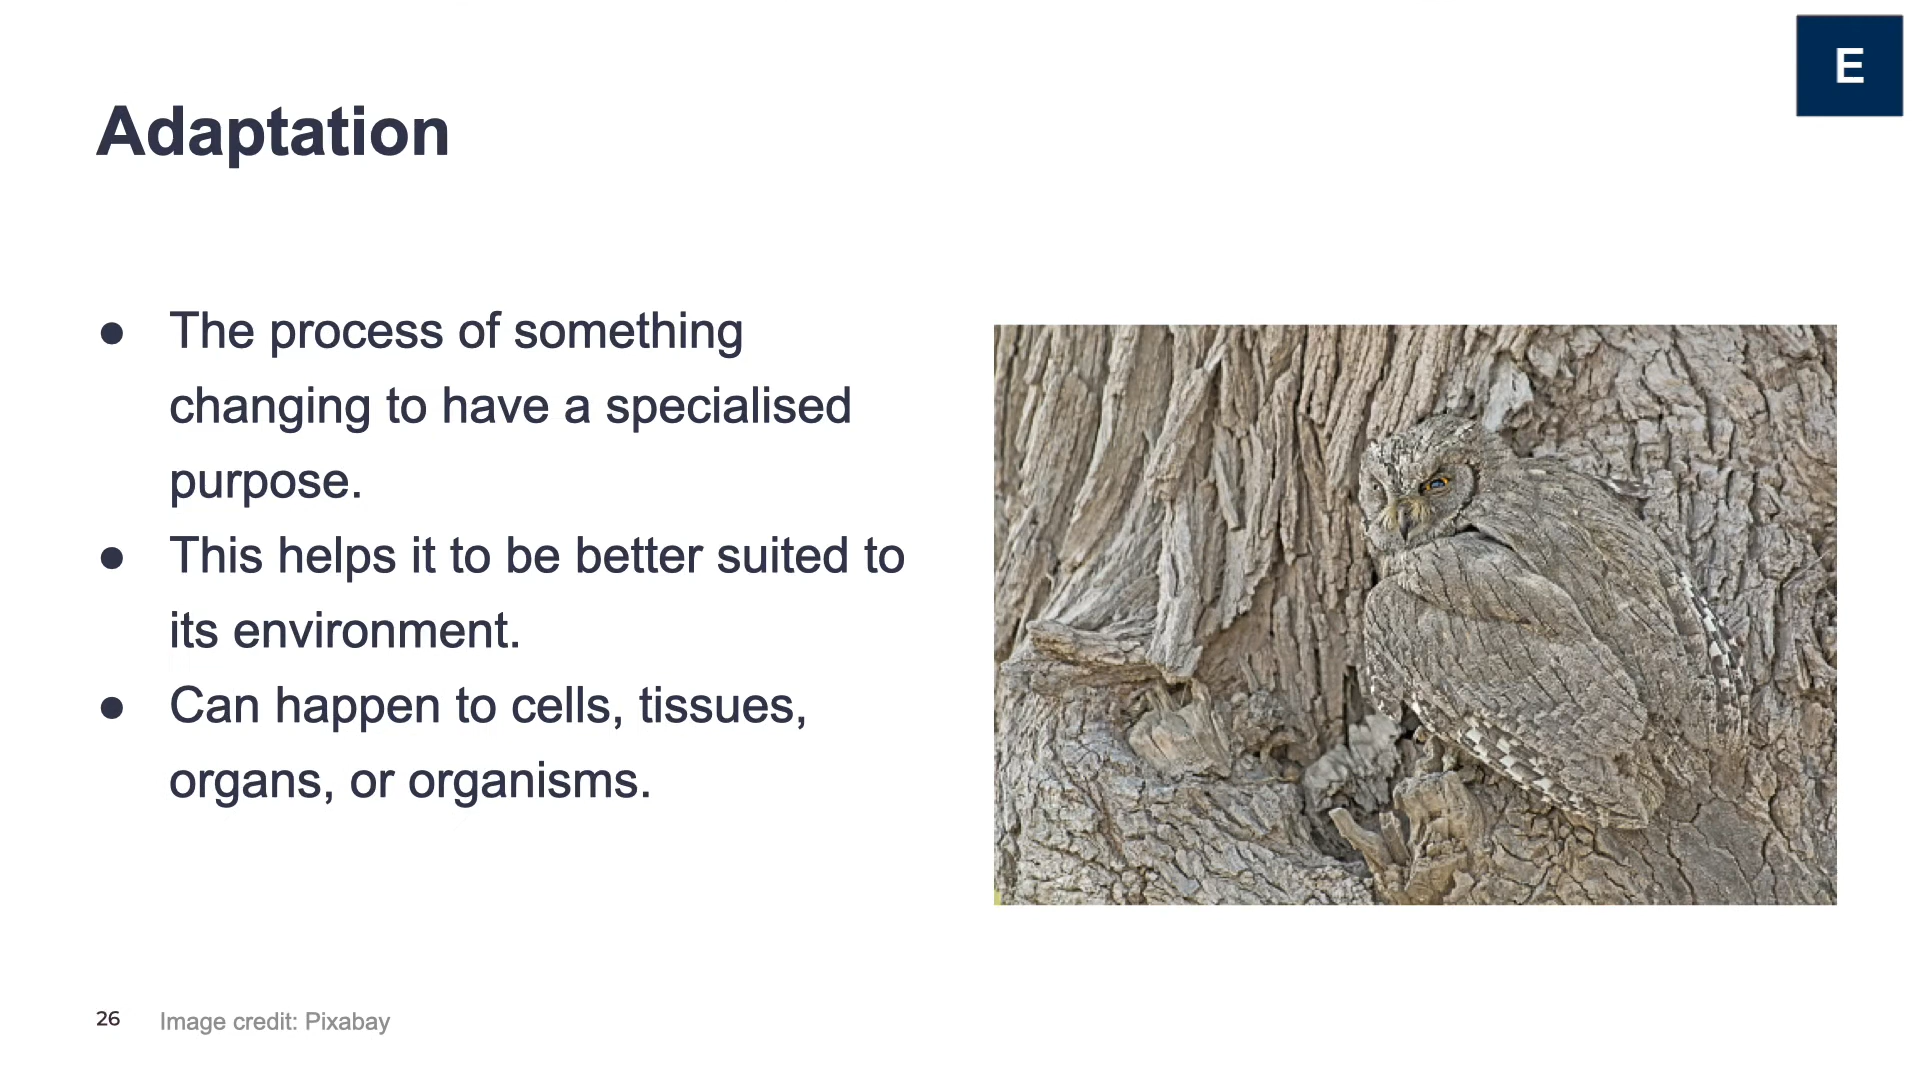 E
Adaptation
● The process of something
changing to have a specialised
purpose.
● This helps it to be better suited to
its environment.
● Can happen to cells, tissues,
organs, or organisms.
26 Image credit: Pixabay